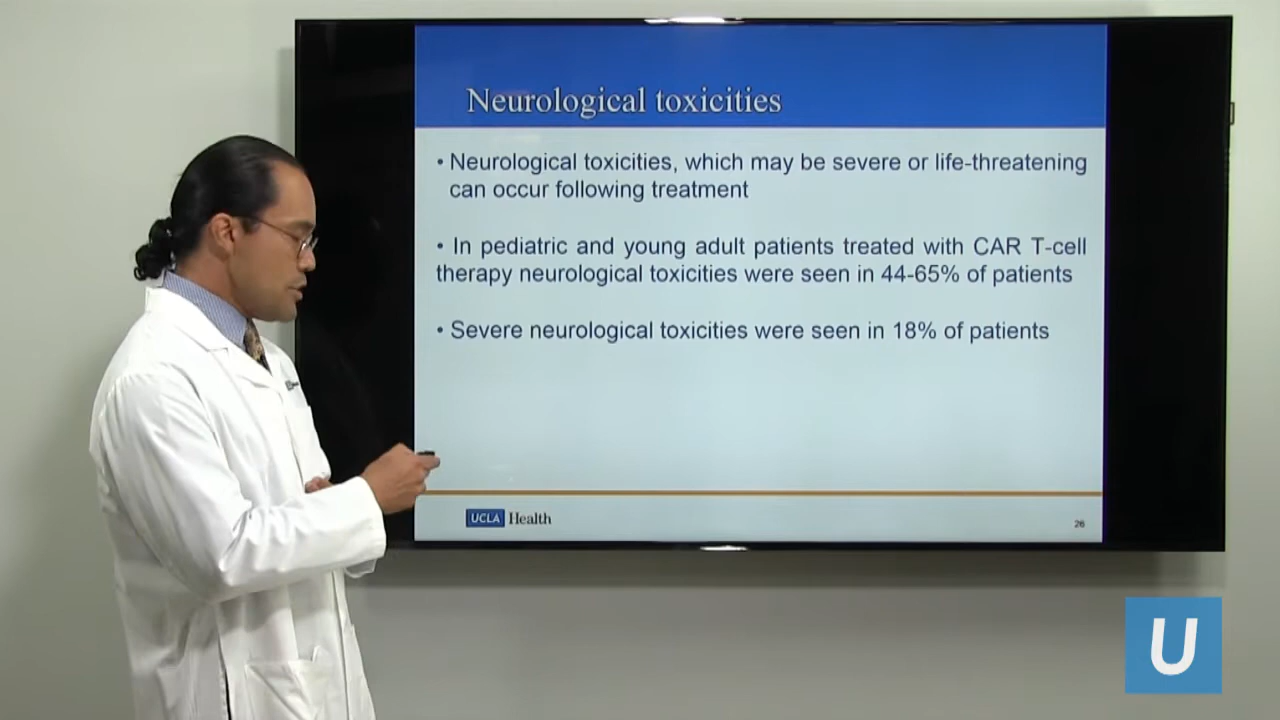 Neurological toxicities
• Neurological toxicities, which may be severe or life-threatening
can occur following treatment
• In pediatric and young adult patients treated with CAR T-cell
therapy neurological toxicities were seen in 44-65% of patients
• Severe neurological toxicities were seen in 18% of patients
UCLA Health
26
U